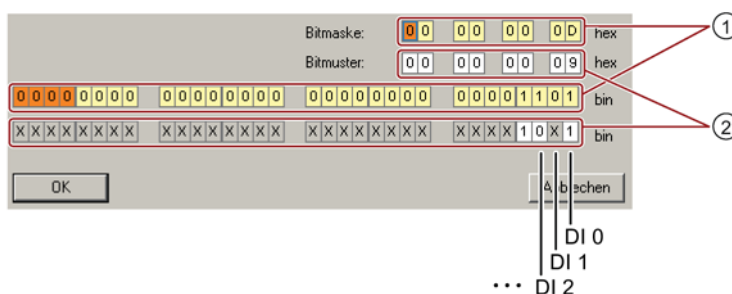 Bitmaske: 00 00 00 0D hex
Bitmuster: 00 00 00 09 hex
00000000 00000000 00000000 00001101 bin
XXXXXXXX XXXXXXXX XXXXXXXX XXXX10X1 bin
OK Abbrechen
1
2
DI 0
DI 1
... DI 2